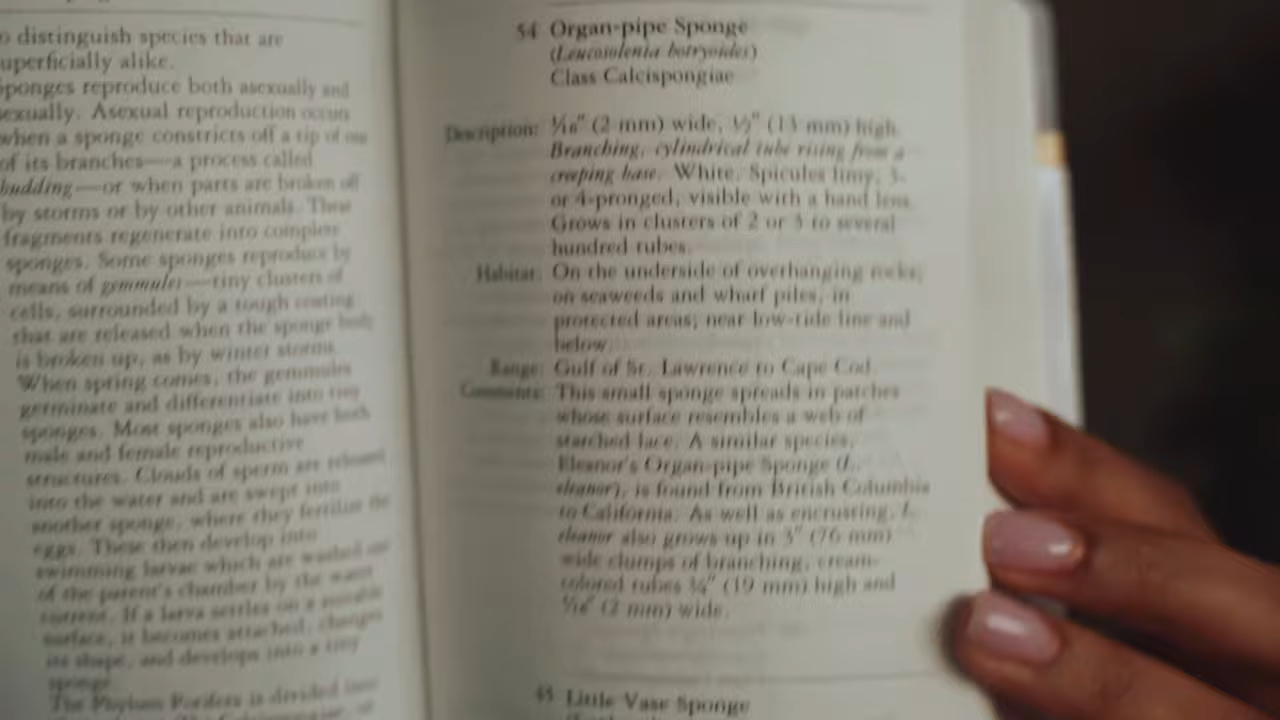 o distinguish species that are
uperficially alike.
Sponges reproduce both asexually and
sexually. Asexual reproduction occurs
when a sponge constricts off a tip of one
of its branches—a process called
budding—or when parts are broken off
by storms or by other animals. These
fragments regenerate into complete
sponges. Some sponges reproduce by
means of gemmules—tiny clusters of
cells, surrounded by a tough coating
that are released when the sponge body
is broken up, as by winter storms.
When spring comes, the gemmules
germinate and differentiate into tiny
sponges. Most sponges also have both
male and female reproductive
structures. Clouds of sperm are released
into the water and are swept into
another sponge, where they fertilize the
eggs. These then develop into
swimming larvae which are washed out
of the parent's chamber by the water
current. If a larva settles on a suitable
surface, it becomes attached, changes
its shape, and develops into a tiny
sponge.
The Phylum Porifera is divided into
54 Organ-pipe Sponge
(Leucosolenia botryoides)
Class Calcispongiae
Description: 1/16" (2 mm) wide, 1/2" (13 mm) high.
Branching, cylindrical tube rising from a
creeping base. White. Spicules limy, 3-
or 4-pronged, visible with a hand lens.
Grows in clusters of 2 or 3 to several
hundred tubes.
Habitat: On the underside of overhanging rocks;
on seaweeds and wharf piles, in
protected areas; near low-tide line and
below.
Range: Gulf of St. Lawrence to Cape Cod.
Comments: This small sponge spreads in patches
whose surface resembles a web of
starched lace. A similar species,
Eleanor's Organ-pipe Sponge (L.
eleanor), is found from British Columbia
to California. As well as encrusting, L.
eleanor also grows up in 3" (76 mm)
wide clumps of branching, cream-
colored tubes 3/4" (19 mm) high and
1/16" (2 mm) wide.
45 Little Vase Sponge